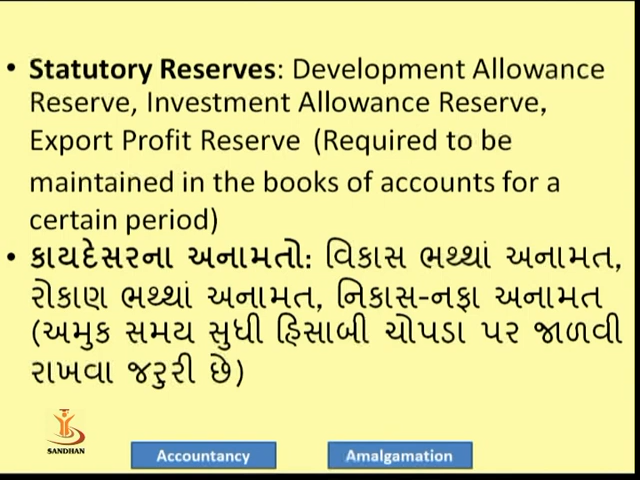 • Statutory Reserves: Development Allowance
Reserve, Investment Allowance Reserve,
Export Profit Reserve (Required to be
maintained in the books of accounts for a
certain period)
• કાયદેસરના અનામતો: વિકાસ ભથ્થાં અનામત,
રોકાણ ભથ્થાં અનામત, નિકાસ-નફા અનામત
(અમુક સમય સુધી હિસાબી ચોપડા પર જાળવી
રાખવા જરુરી છે)
SANDHAN
Accountancy
Amalgamation